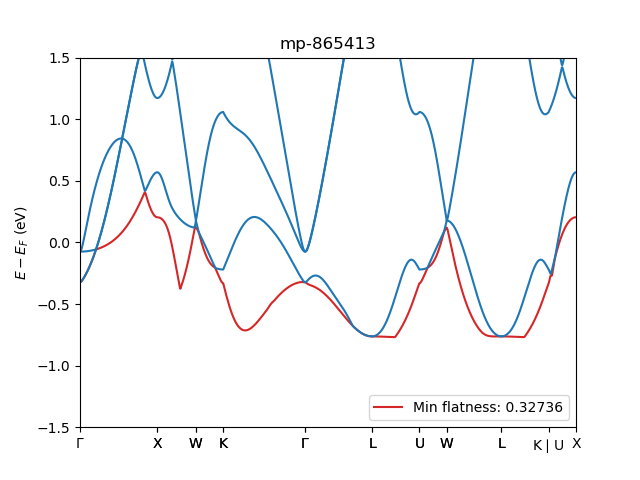 mp-865413
E − E_F (eV)
1.5
1.0
0.5
0.0
−0.5
−1.0
−1.5
Min flatness: 0.32736
Γ X W K Γ L U W L K | U X